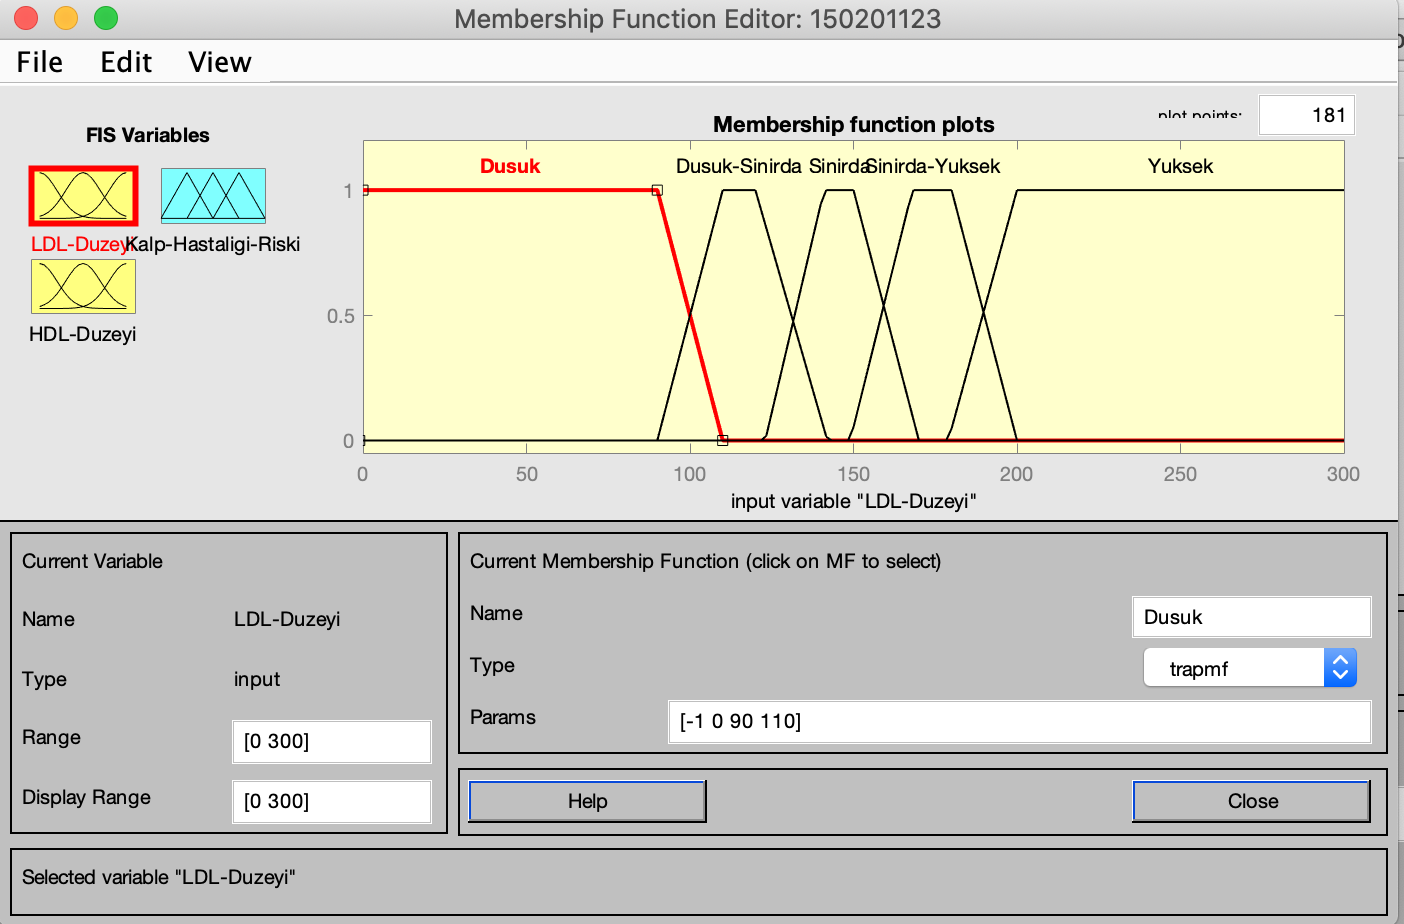 Membership Function Editor: 150201123
File Edit View
FIS Variables
LDL-Duzeyi
Kalp-Hastaligi-Riski
HDL-Duzeyi
plot points: 181
Membership function plots
Dusuk Dusuk-Sinirda Sinirda Sinirda-Yuksek Yuksek
1
0.5
0
0 50 100 150 200 250 300
input variable "LDL-Duzeyi"
Current Variable
Name LDL-Duzeyi
Type input
Range [0 300]
Display Range [0 300]
Current Membership Function (click on MF to select)
Name Dusuk
Type trapmf
Params [-1 0 90 110]
Help Close
Selected variable "LDL-Duzeyi"